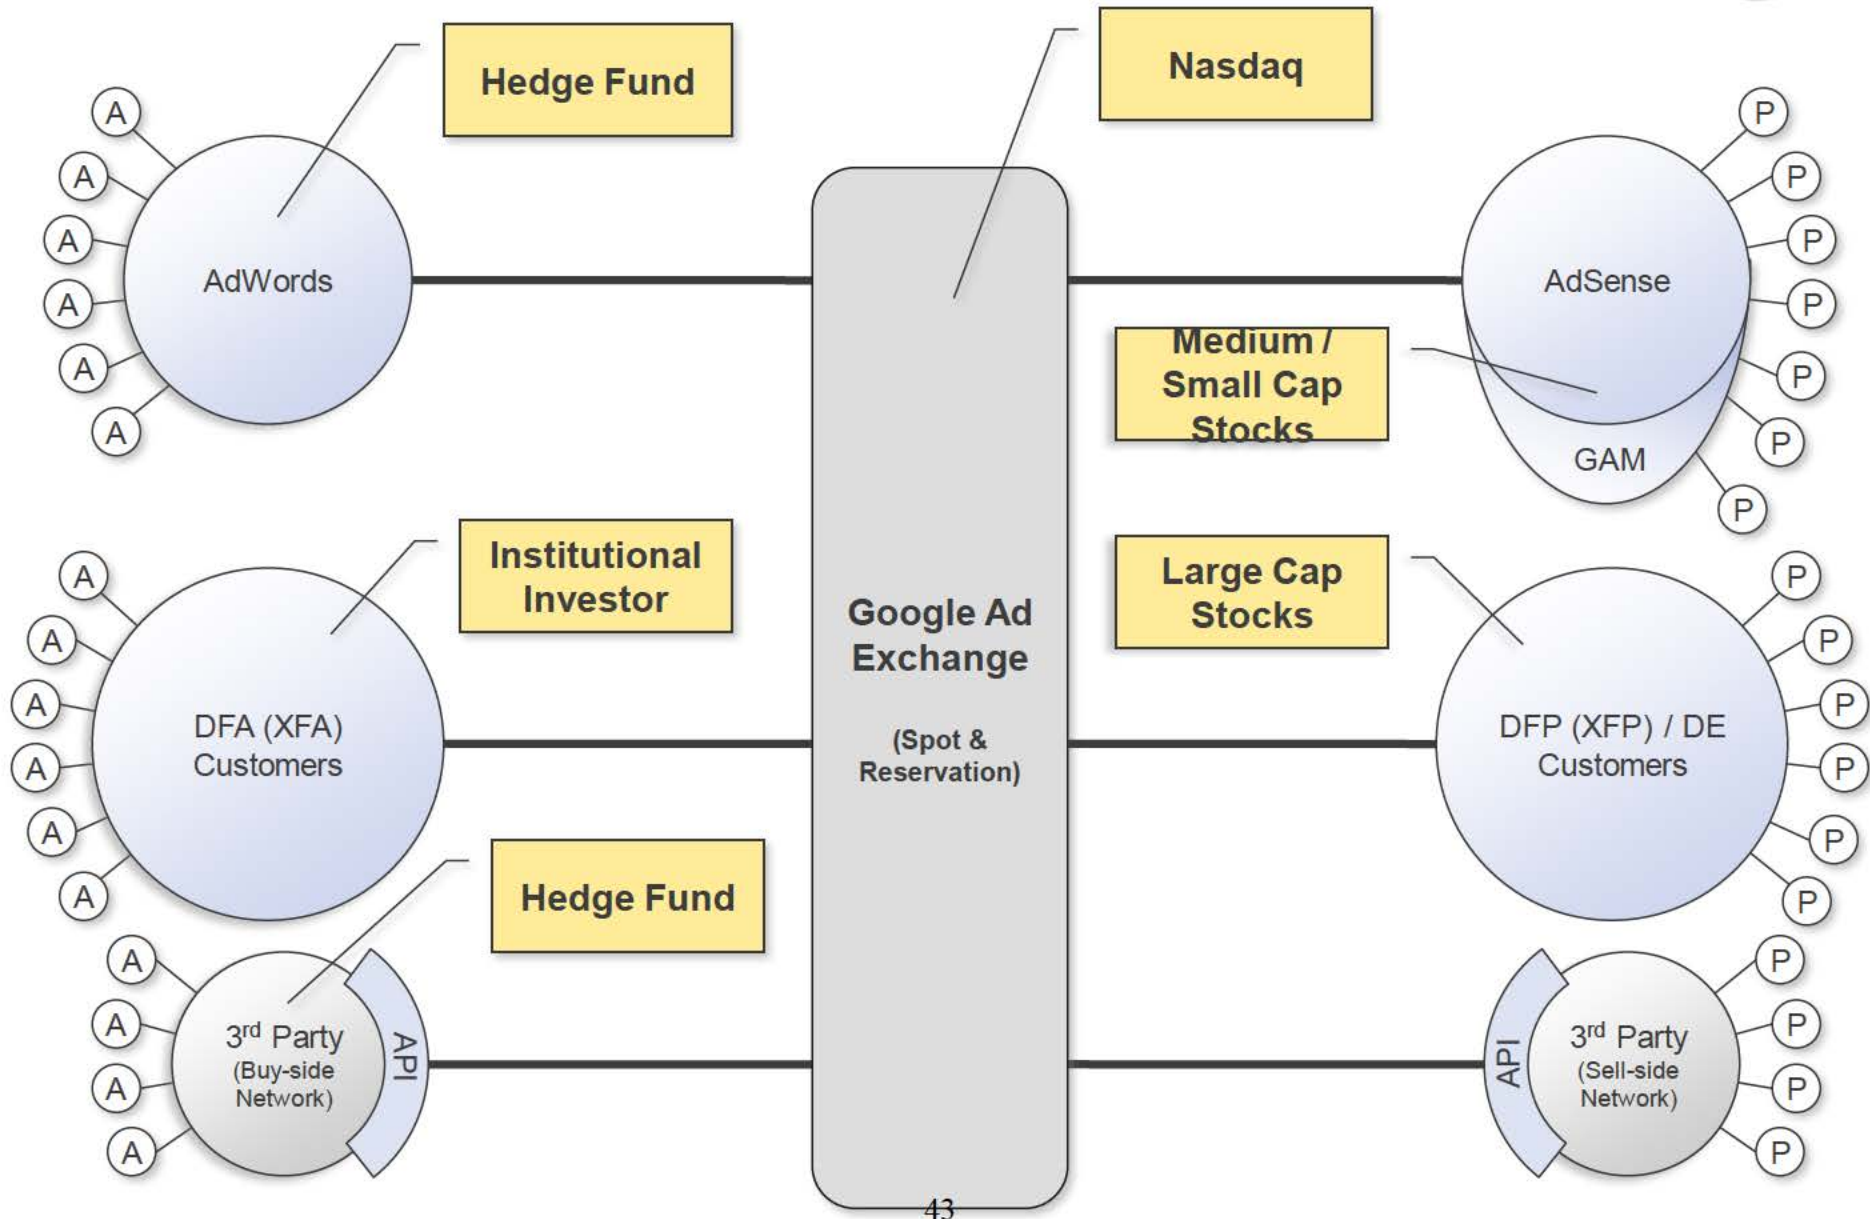 Hedge Fund
Nasdaq
A
A
A
A
A
A
AdWords
P
P
P
P
P
P
P
AdSense
GAM
Medium /
Small Cap
Stocks
Institutional
Investor
Large Cap
Stocks
Google Ad
Exchange
(Spot &
Reservation)
A
A
A
A
A
A
DFA (XFA)
Customers
P
P
P
P
P
P
DFP (XFP) / DE
Customers
Hedge Fund
A
A
A
A
3rd Party
(Buy-side
Network)
API
API
3rd Party
(Sell-side
Network)
P
P
P
P
43